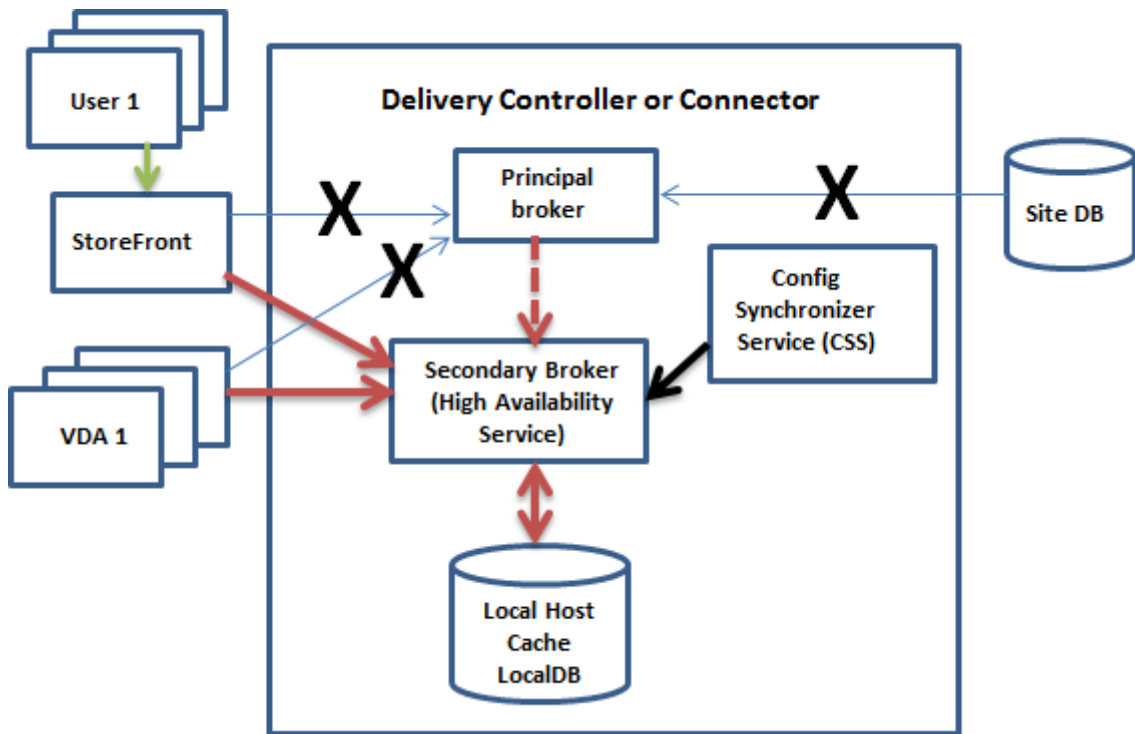 User 1
Delivery Controller or Connector
Principal
broker
X
X
Site DB
StoreFront
X
Config
Synchronizer
Service (CSS)
Secondary Broker
(High Availability
Service)
VDA 1
Local Host
Cache
LocalDB